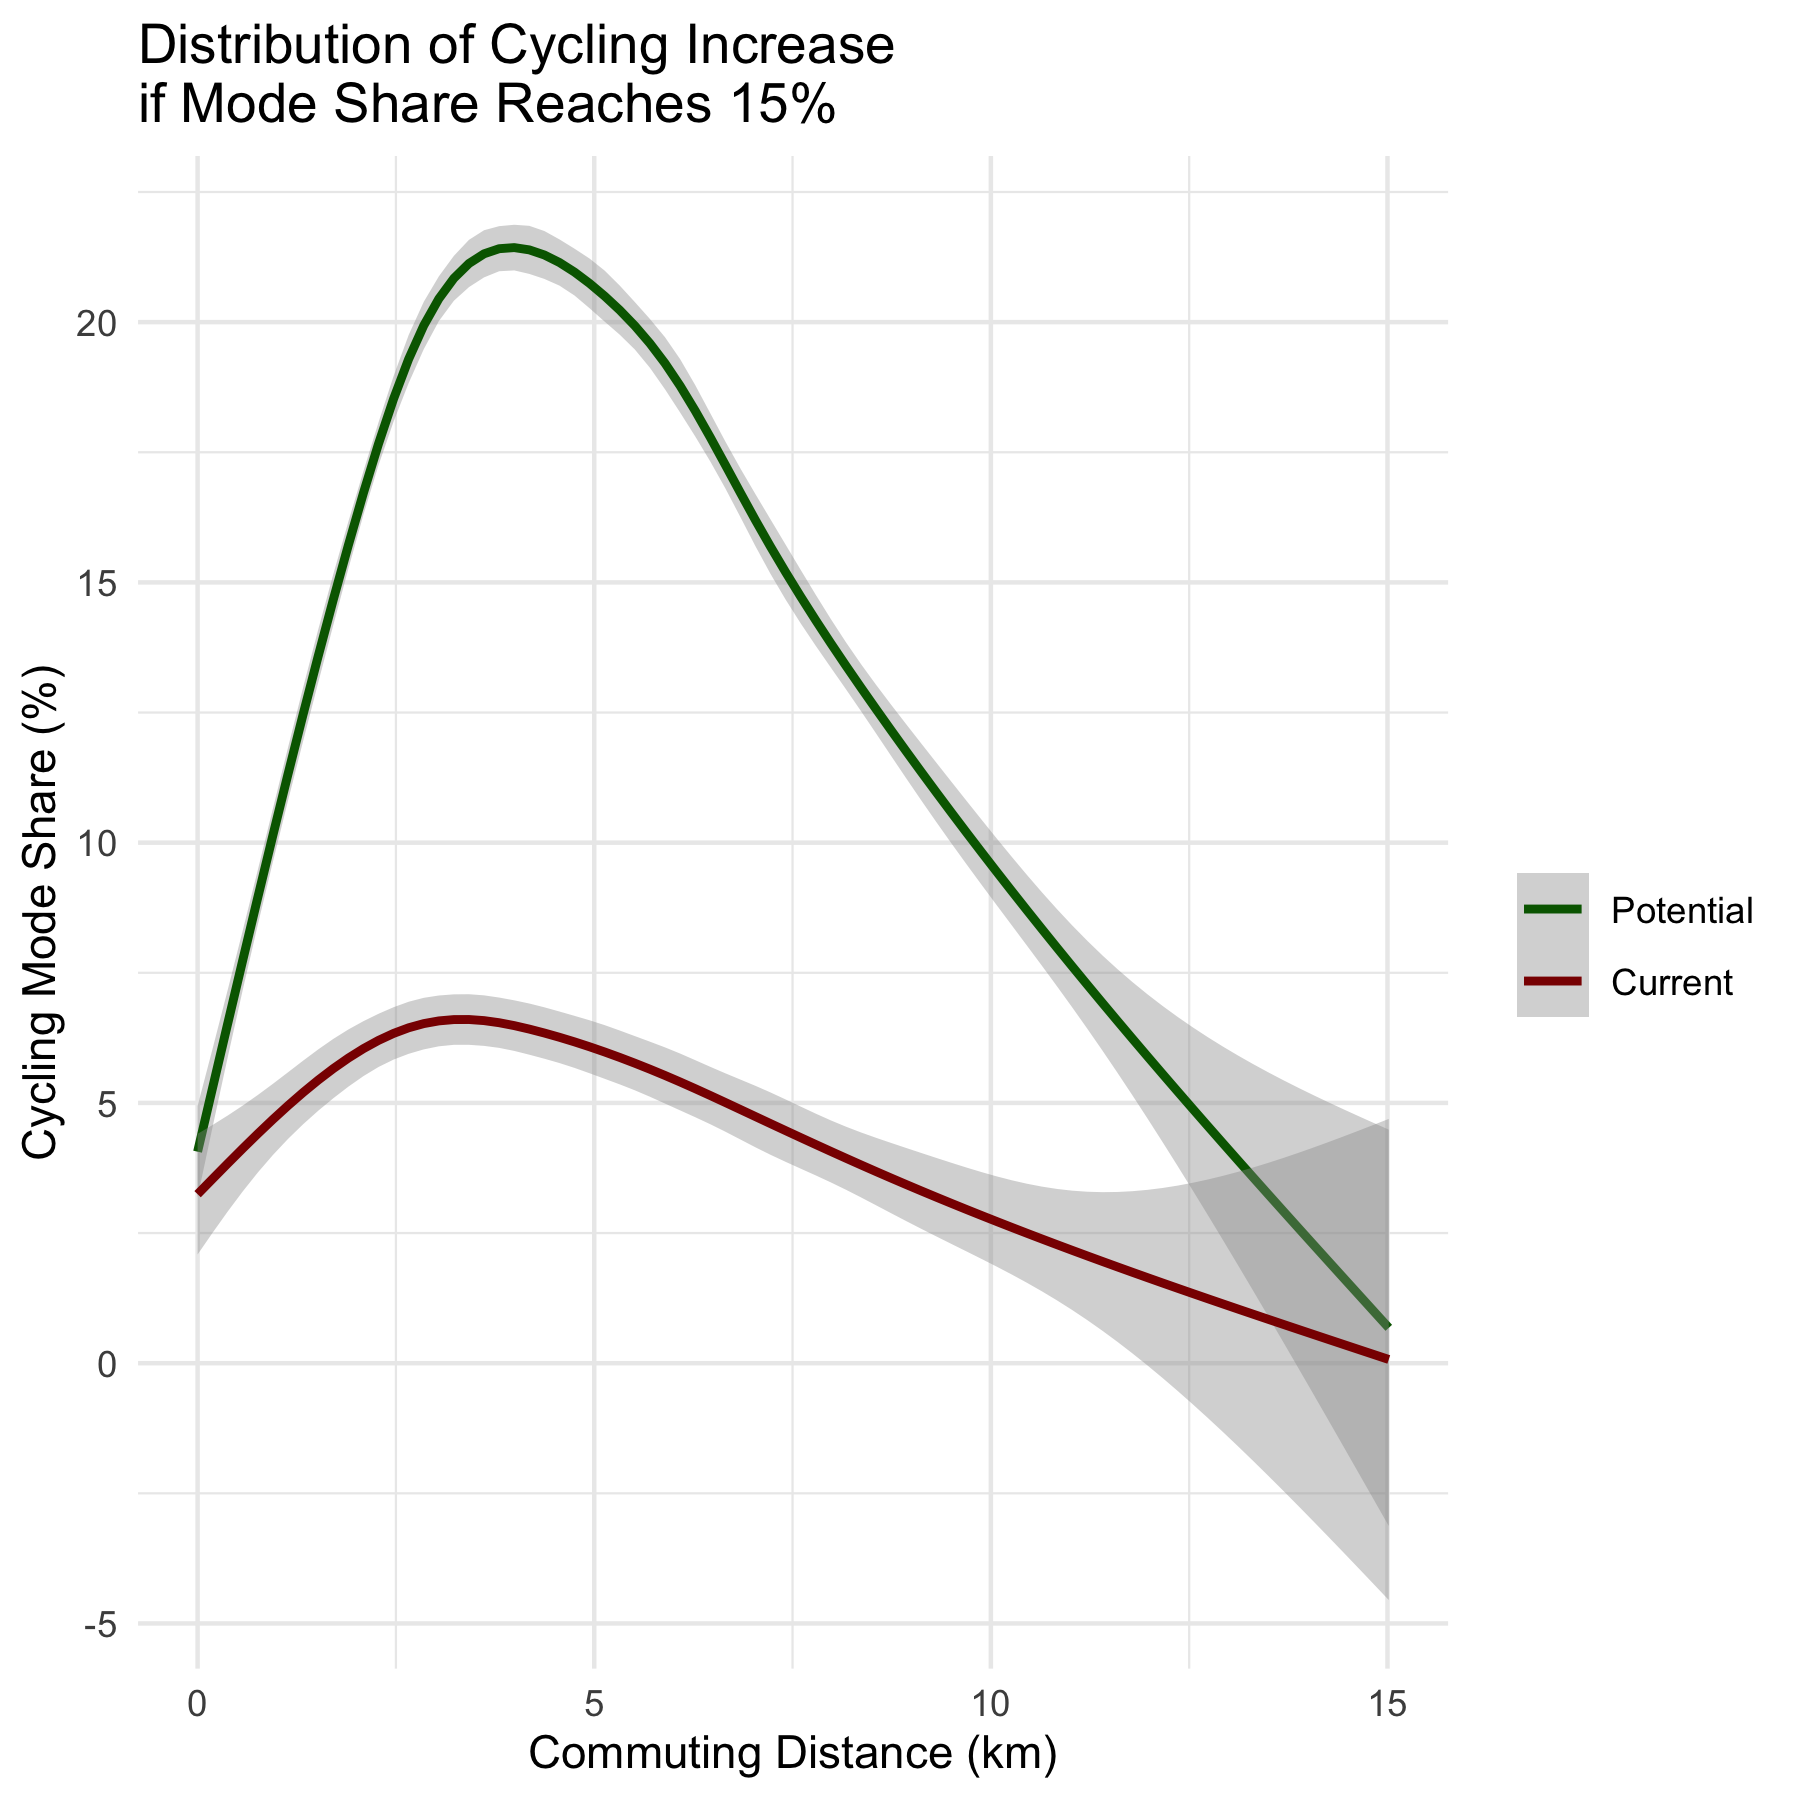 Distribution of Cycling Increase
if Mode Share Reaches 15%
Cycling Mode Share (%)
20
15
10
5
0
-5
0 5 10 15
Commuting Distance (km)
Potential
Current